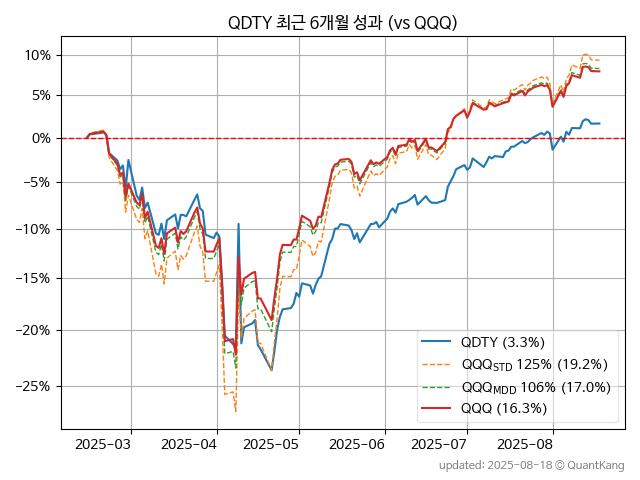 QDTY 최근 6개월 성과 (vs QQQ)
10%
5%
0%
−5%
−10%
−15%
−20%
−25%
QDTY (3.3%)
QQQSTD 125% (19.2%)
QQQMDD 106% (17.0%)
QQQ (16.3%)
2025-03
2025-04
2025-05
2025-06
2025-07
2025-08
updated: 2025-08-18 © QuantKang